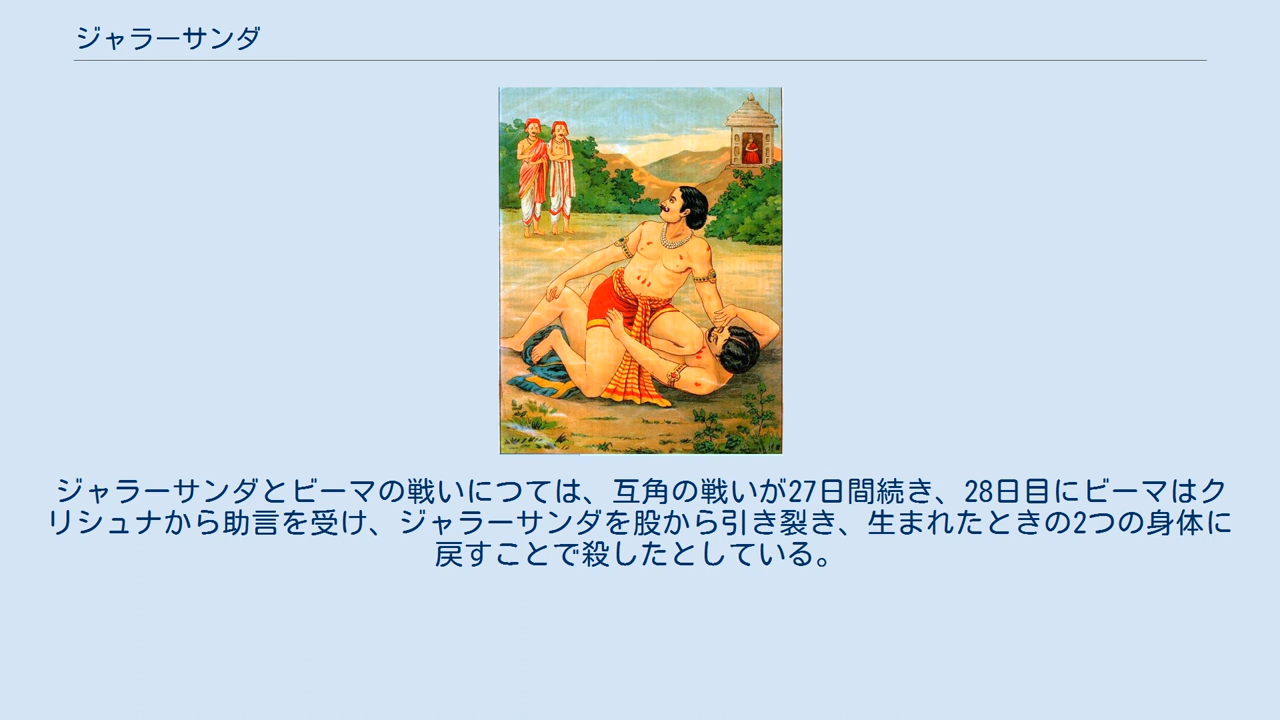 ジャラーサンダ
ジャラーサンダとビーマの戦いにつては、互角の戦いが27日間続き、28日目にビーマはク
リシュナから助言を受け、ジャラーサンダを股から引き裂き、生まれたときの2つの身体に
戻すことで殺したとしている。